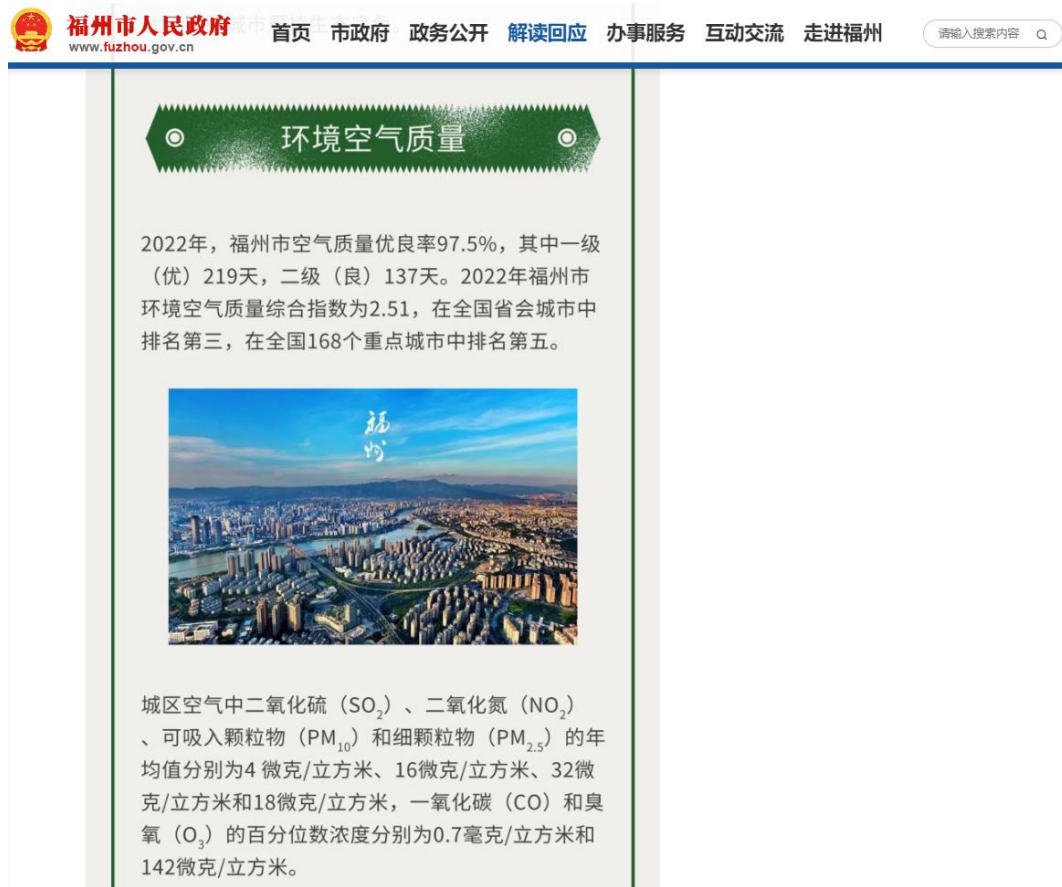 福州市人民政府
www.fuzhou.gov.cn
首页 市政府 政务公开 解读回应 办事服务 互动交流 走进福州
请输入搜索内容
环境空气质量
2022年，福州市空气质量优良率97.5%，其中一级
（优）219天，二级（良）137天。2022年福州市
环境空气质量综合指数为2.51，在全国省会城市中
排名第三，在全国168个重点城市中排名第五。
福州
城区空气中二氧化硫（SO₂）、二氧化氮（NO₂）
、可吸入颗粒物（PM₁₀）和细颗粒物（PM₂.₅）的年
均值分别为4 微克/立方米、16微克/立方米、32微
克/立方米和18微克/立方米，一氧化碳（CO）和臭
氧（O₃）的百分位数浓度分别为0.7毫克/立方米和
142微克/立方米。